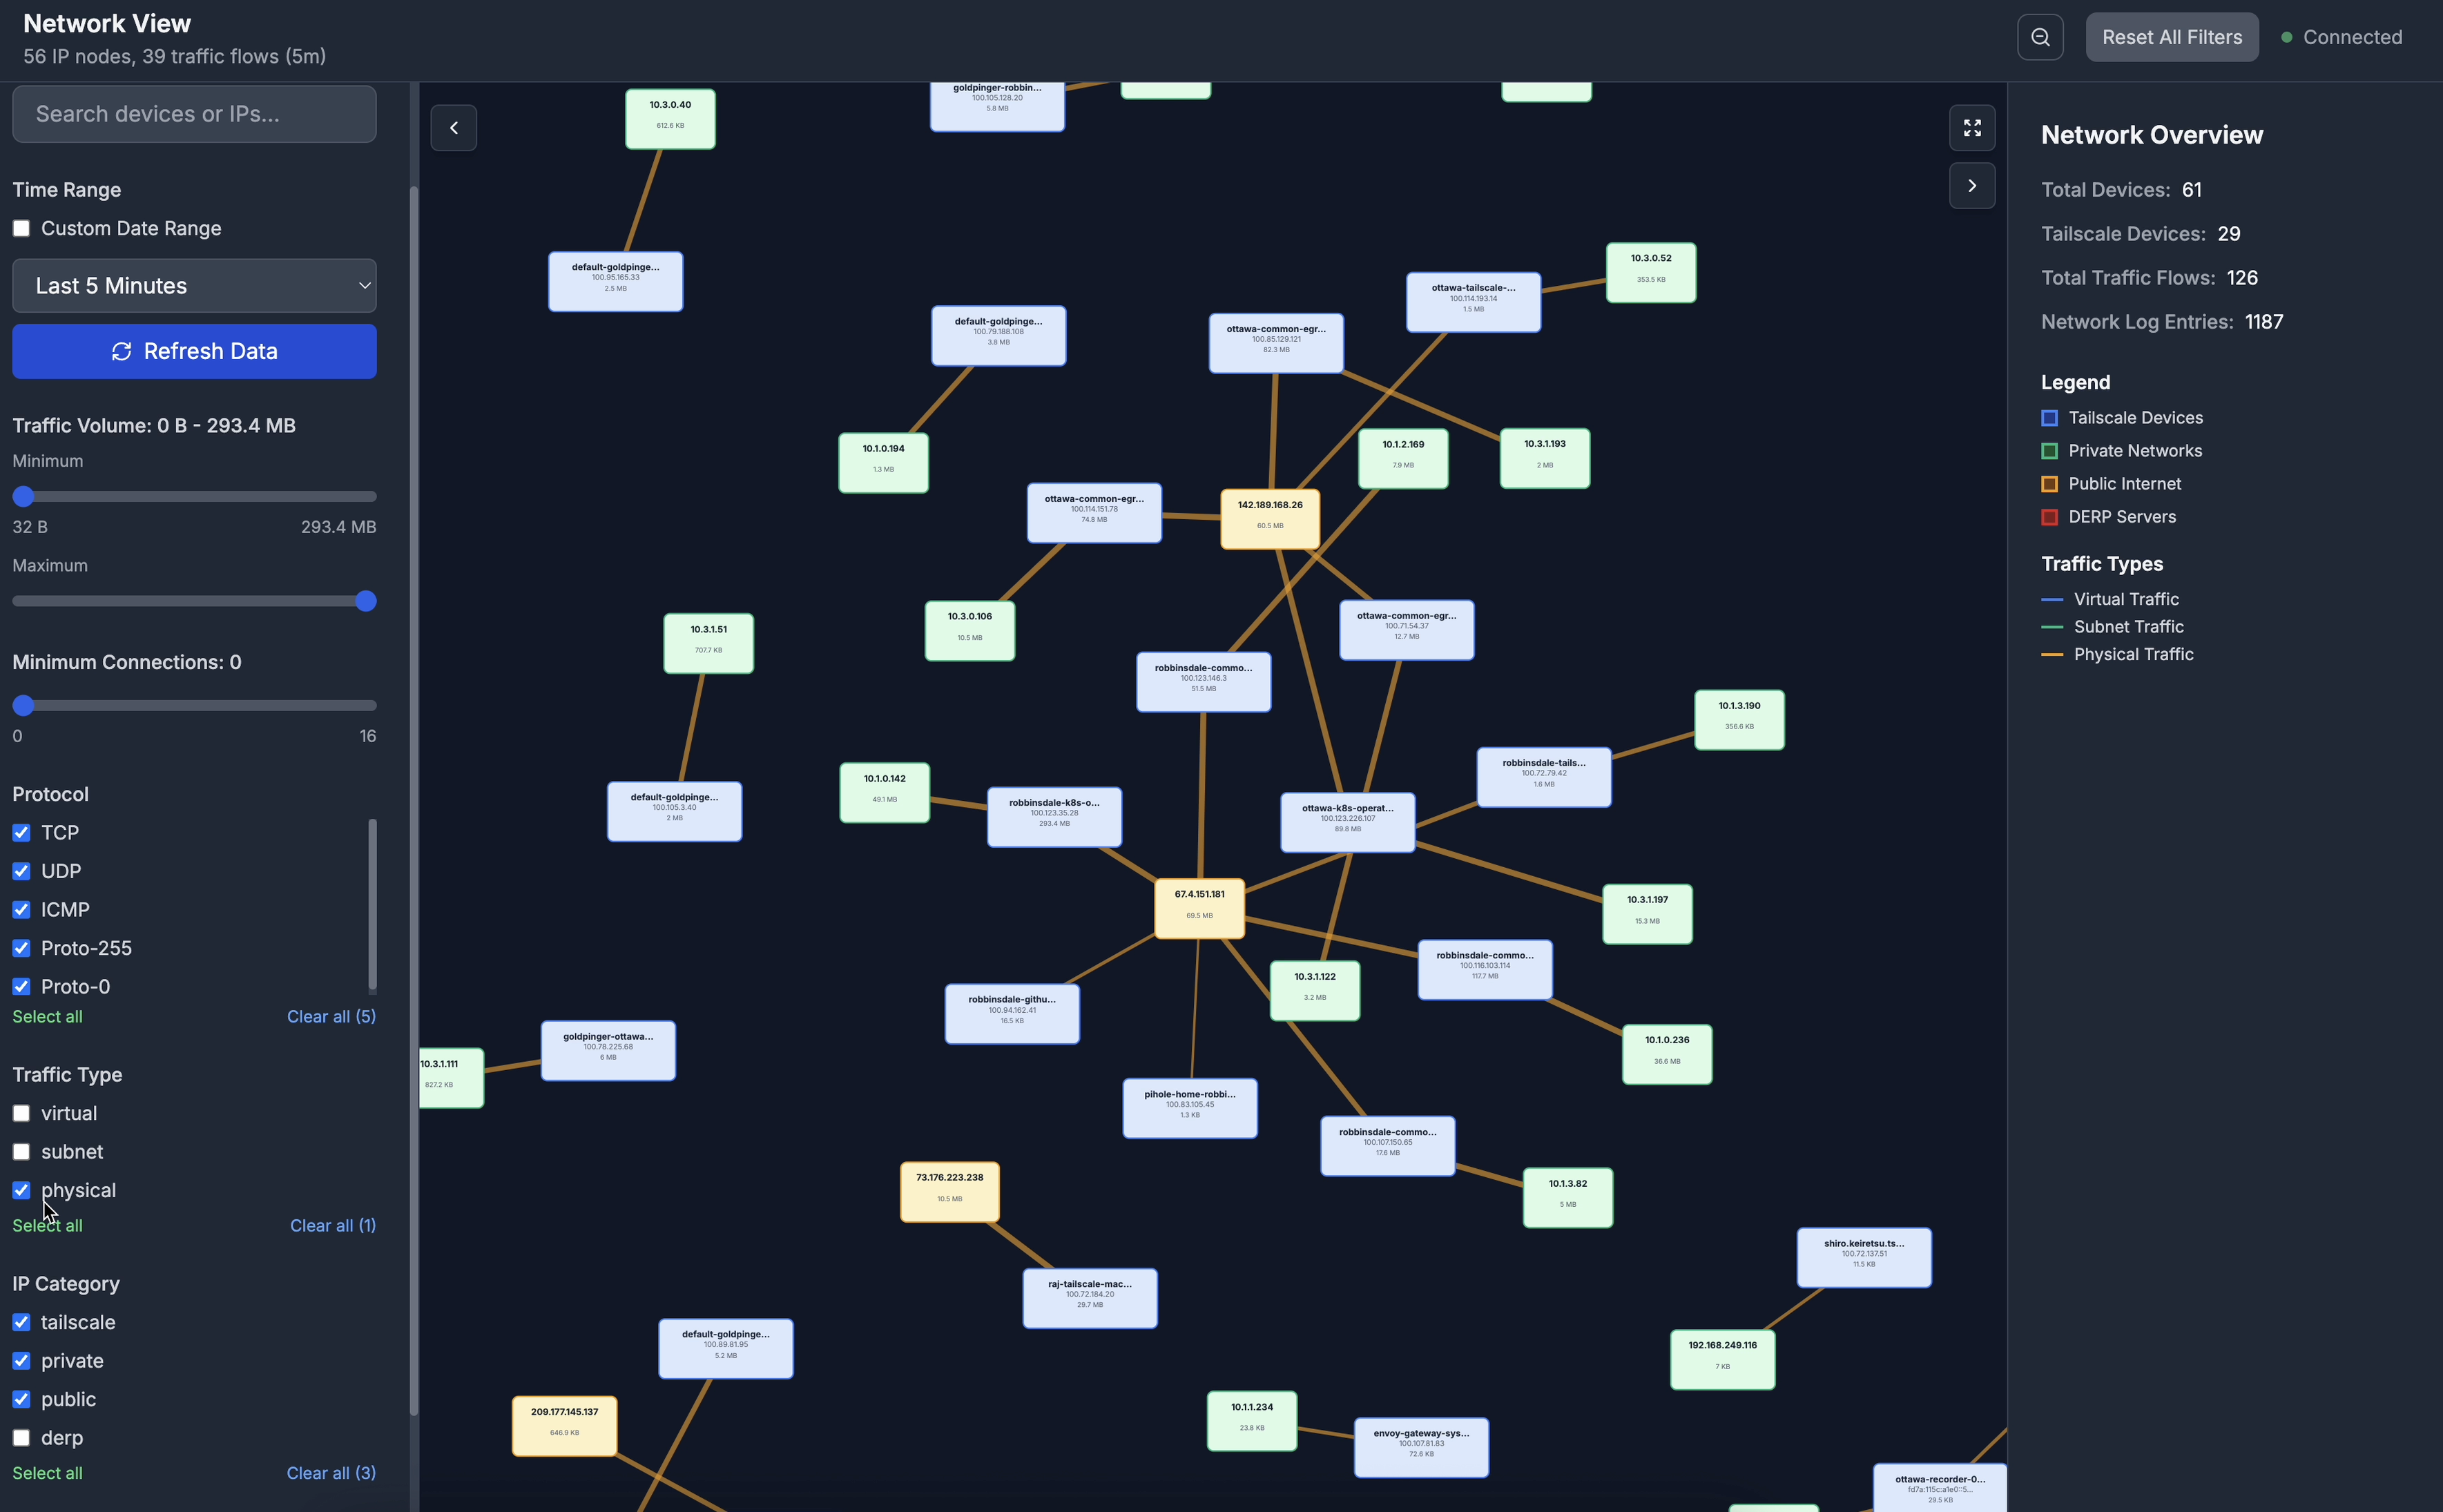 Network View
56 IP nodes, 39 traffic flows (5m)
Reset All Filters
Connected
Search devices or IPs...
Time Range
Custom Date Range
Last 5 Minutes
Refresh Data
Traffic Volume: 0 B - 293.4 MB
Minimum
32 B
293.4 MB
Maximum
Minimum Connections: 0
0
16
Protocol
TCP
UDP
ICMP
Proto-255
Proto-0
Select all
Clear all (5)
Traffic Type
virtual
subnet
physical
Select all
Clear all (1)
IP Category
tailscale
private
public
derp
Select all
Clear all (3)
10.3.0.40
612.6 KB
goldpinger-robbin...
100.105.128.20
5.8 MB
default-goldpinge...
100.95.165.33
2.5 MB
10.3.0.52
353.5 KB
ottawa-tailscale-...
100.114.193.14
1.5 MB
default-goldpinge...
100.79.188.108
3.8 MB
ottawa-common-egr...
100.85.129.121
82.3 MB
10.1.0.194
1.3 MB
10.1.2.169
7.9 MB
10.3.1.193
2 MB
ottawa-common-egr...
100.114.151.78
74.8 MB
142.189.168.26
60.5 MB
10.3.0.106
10.5 MB
ottawa-common-egr...
100.71.54.37
12.7 MB
10.3.1.51
707.7 KB
robbinsdale-commo...
100.123.146.3
51.5 MB
10.1.3.190
356.6 KB
robbinsdale-tails...
100.72.79.42
1.6 MB
10.1.0.142
49.1 MB
default-goldpinge...
100.105.3.40
2 MB
robbinsdale-k8s-o...
100.123.35.28
293.4 MB
ottawa-k8s-operat...
100.123.226.107
89.8 MB
67.4.151.181
69.5 MB
10.3.1.197
15.3 MB
robbinsdale-commo...
100.116.103.114
117.7 MB
10.3.1.122
3.2 MB
robbinsdale-githu...
100.94.162.41
16.5 KB
goldpinger-ottawa...
100.78.225.68
6 MB
10.3.1.111
827.2 KB
10.1.0.236
36.6 MB
pihole-home-robbi...
100.83.105.45
1.3 KB
robbinsdale-commo...
100.107.150.65
17.6 MB
73.176.223.238
10.5 MB
10.1.3.82
5 MB
shiro.keiretsu.ts...
100.72.137.51
11.5 KB
raj-tailscale-mac...
100.72.184.20
29.7 MB
default-goldpinge...
100.89.81.95
5.2 MB
192.168.249.116
7 KB
209.177.145.137
646.9 KB
10.1.1.234
23.8 KB
envoy-gateway-sys...
100.107.81.83
72.6 KB
ottawa-recorder-0...
fd7a:115c:a1e0::5...
29.5 KB
Network Overview
Total Devices: 61
Tailscale Devices: 29
Total Traffic Flows: 126
Network Log Entries: 1187
Legend
Tailscale Devices
Private Networks
Public Internet
DERP Servers
Traffic Types
Virtual Traffic
Subnet Traffic
Physical Traffic